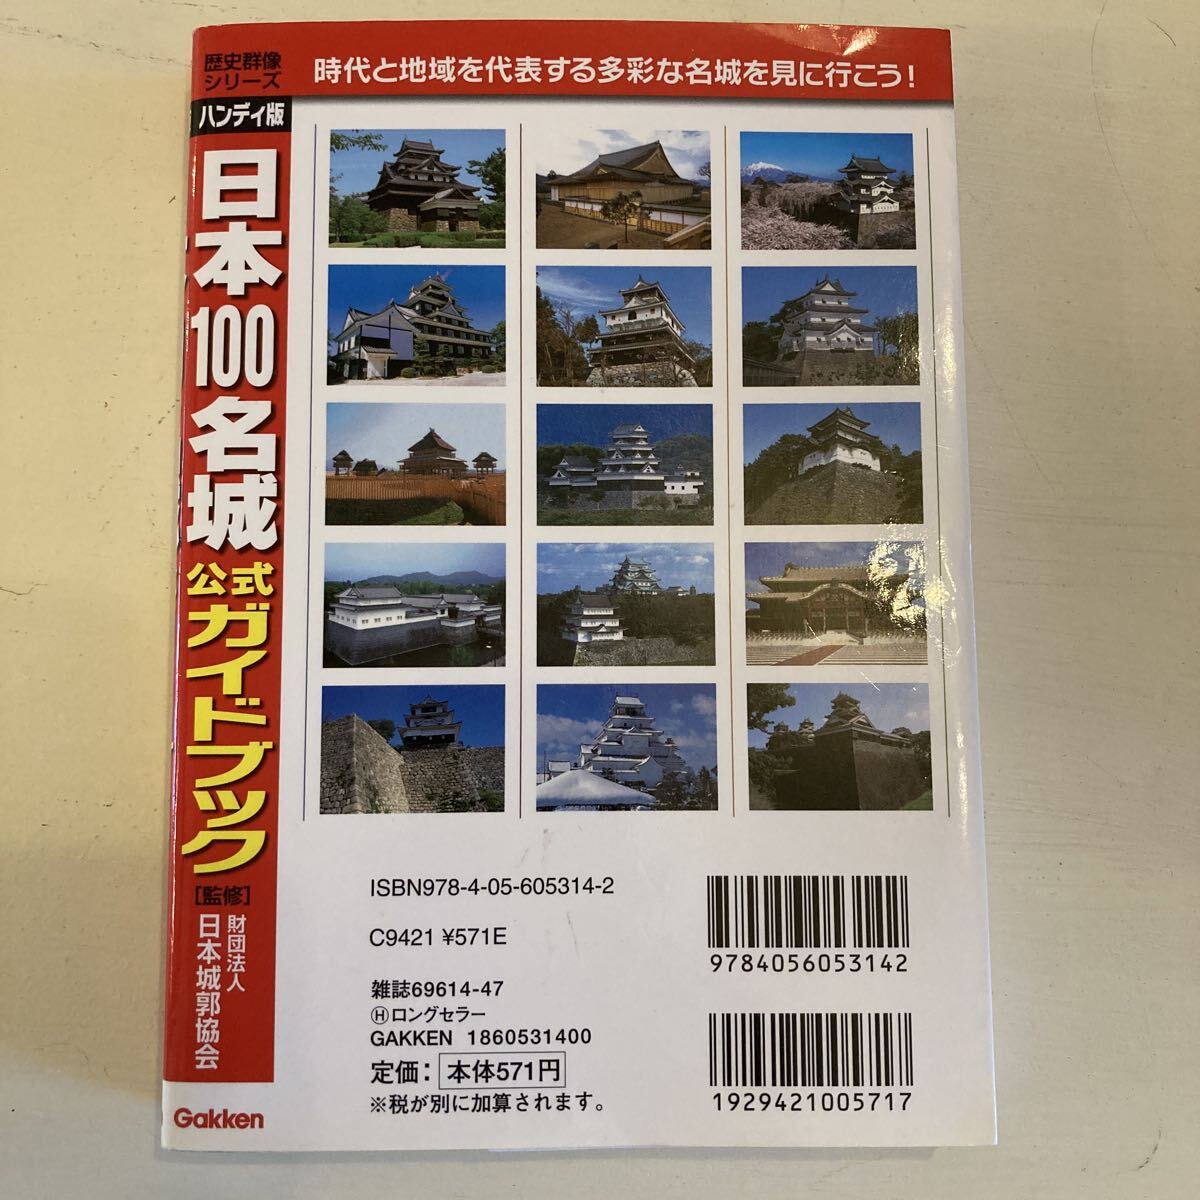 歴史群像
シリーズ
時代と地域を代表する多彩な名城を見に行こう!
ハンディ版
日本100名城
公式ガイドブック
[監修]
財団法人
日本城郭協会
Gakken
ISBN978-4-05-605314-2
C9421 ¥571E
雑誌69614-47
Ⓗロングセラー
GAKKEN 1860531400
定価：本体571円
※税が別に加算されます。
9784056053142
1929421005717